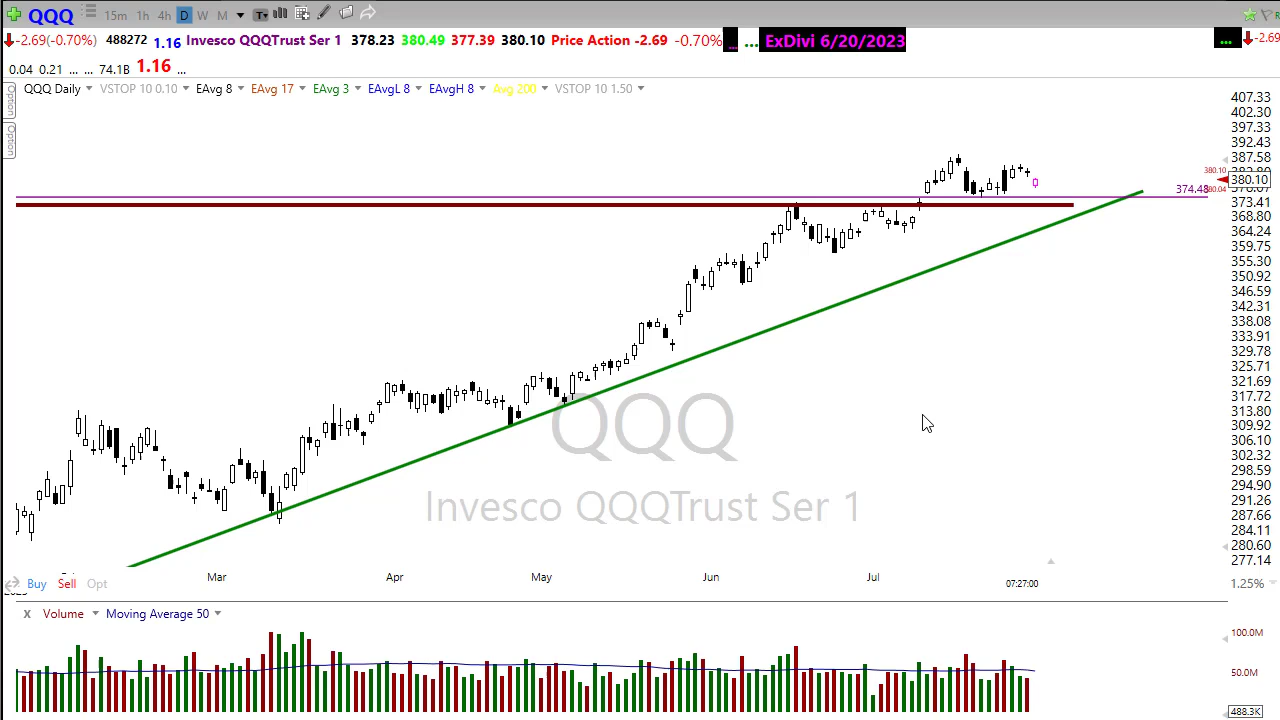 QQQ 15m 1h 4h D W M T
-2.69(-0.70%) 488272 1.16 Invesco QQQTrust Ser 1 378.23 380.49 377.39 380.10 Price Action -2.69 -0.70% ... ... ExDivi 6/20/2023 ... -2.69
0.04 0.21 ... ... 74.1B 1.16 ...
Option
Option
QQQ Daily VSTOP 10 0.10 EAvg 8 EAvg 17 EAvg 3 EAvgL 8 EAvgH 8 Avg 200 VSTOP 10 1.50
407.33
402.30
397.33
392.43
387.58
380.10
380.10
374.48
380.04
373.41
368.80
364.24
359.75
355.30
350.92
346.59
342.31
338.08
333.91
329.78
325.71
321.69
317.72
313.80
309.92
306.10
302.32
298.59
294.90
291.26
287.66
284.11
280.60
277.14
QQQ
Invesco QQQTrust Ser 1
Mar Apr May Jun Jul 07:27:00
Buy Sell Opt 1.25%
X Volume Moving Average 50
100.0M
50.0M
488.3K